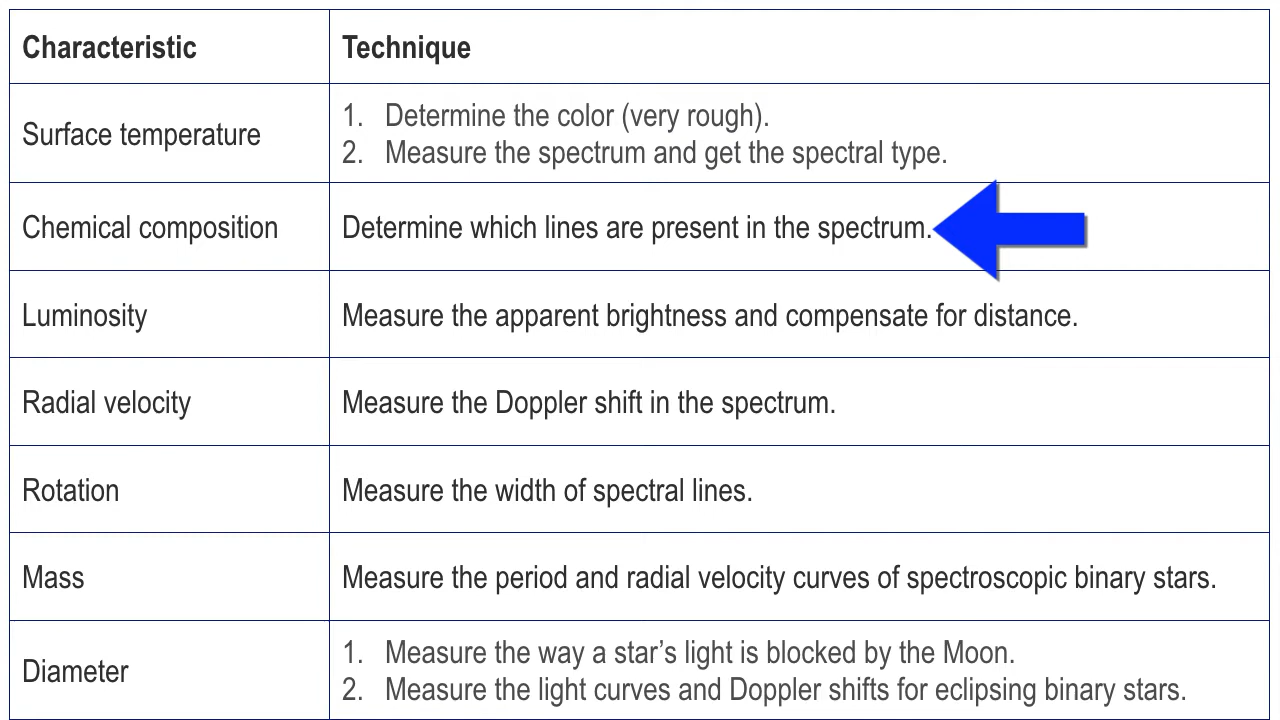 Characteristic
Technique
Surface temperature
1. Determine the color (very rough).
2. Measure the spectrum and get the spectral type.
Chemical composition
Determine which lines are present in the spectrum.
Luminosity
Measure the apparent brightness and compensate for distance.
Radial velocity
Measure the Doppler shift in the spectrum.
Rotation
Measure the width of spectral lines.
Mass
Measure the period and radial velocity curves of spectroscopic binary stars.
Diameter
1. Measure the way a star’s light is blocked by the Moon.
2. Measure the light curves and Doppler shifts for eclipsing binary stars.